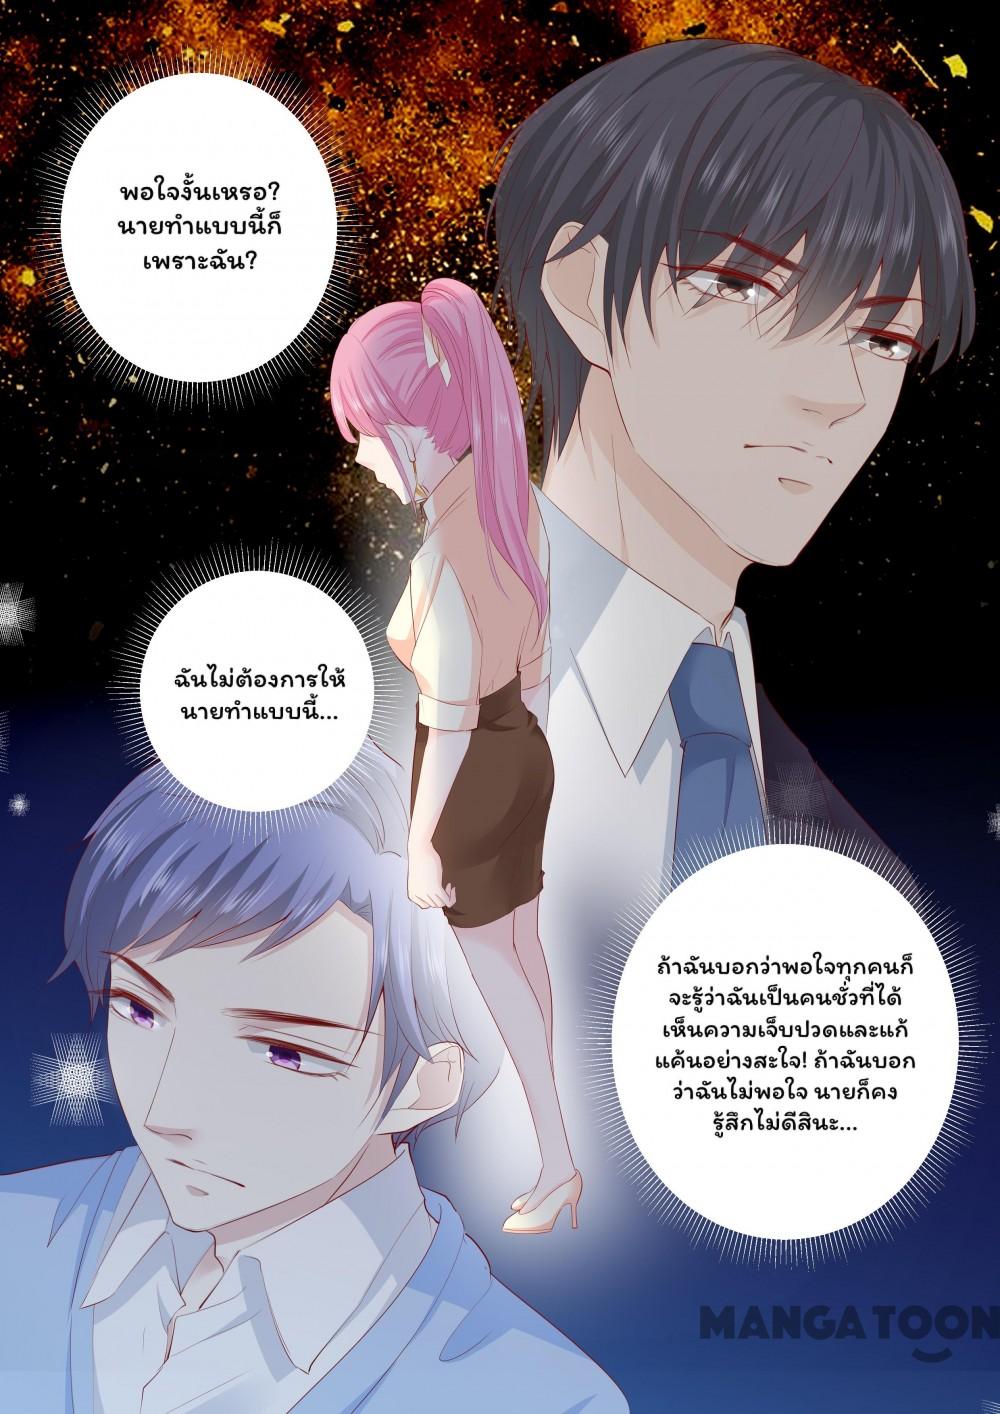 พอใจงั้นเหรอ?
นายทำแบบนี้ก็
เพราะฉัน?
ฉันไม่ต้องการให้
นายทำแบบนี้...
ถ้าฉันบอกว่าพอใจทุกคนก็
จะรู้ว่าฉันเป็นคนชั่วที่ได้
เห็นความเจ็บปวดและแก้
แค้นอย่างสะใจ! ถ้าฉันบอก
ว่าฉันไม่พอใจ นายก็คง
รู้สึกไม่ดีสินะ...
MANGATOON